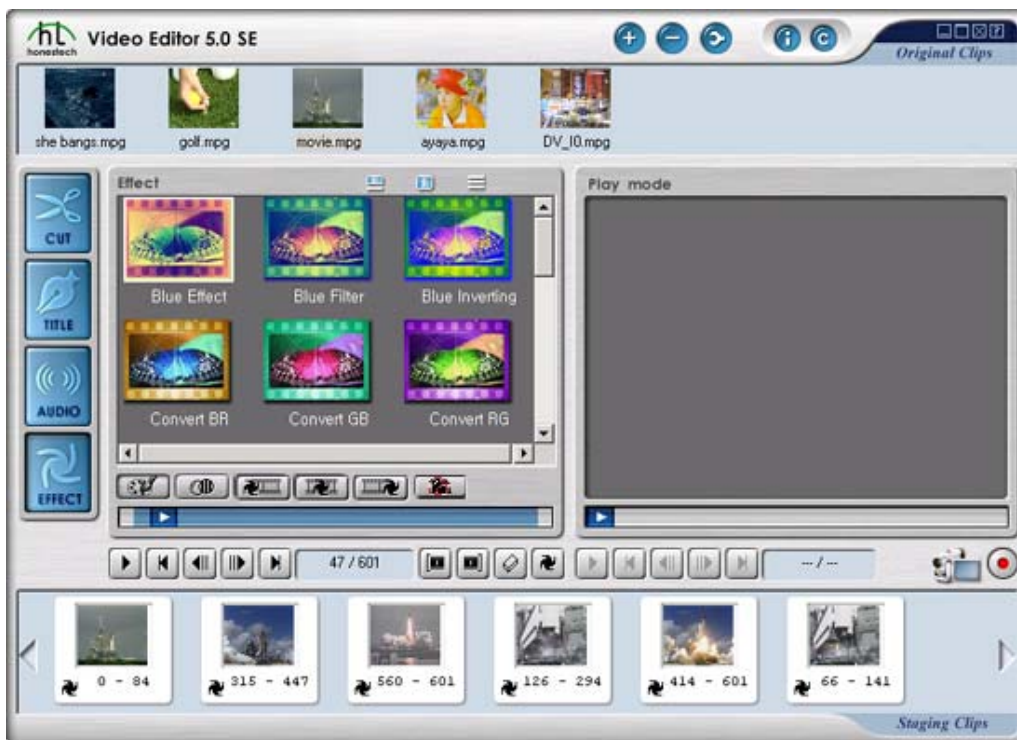 ht
honestech
Video Editor 5.0 SE
i
C
Original Clips
she bangs.mpg
golf.mpg
movie.mpg
ayaya.mpg
DV_10.mpg
CUT
TITLE
AUDIO
EFFECT
Effect
Blue Effect
Blue Filter
Blue Inverting
Convert BR
Convert GB
Convert RG
Play mode
47 / 601
-- / --
0 - 84
315 - 447
560 - 601
126 - 294
414 - 601
66 - 141
Staging Clips